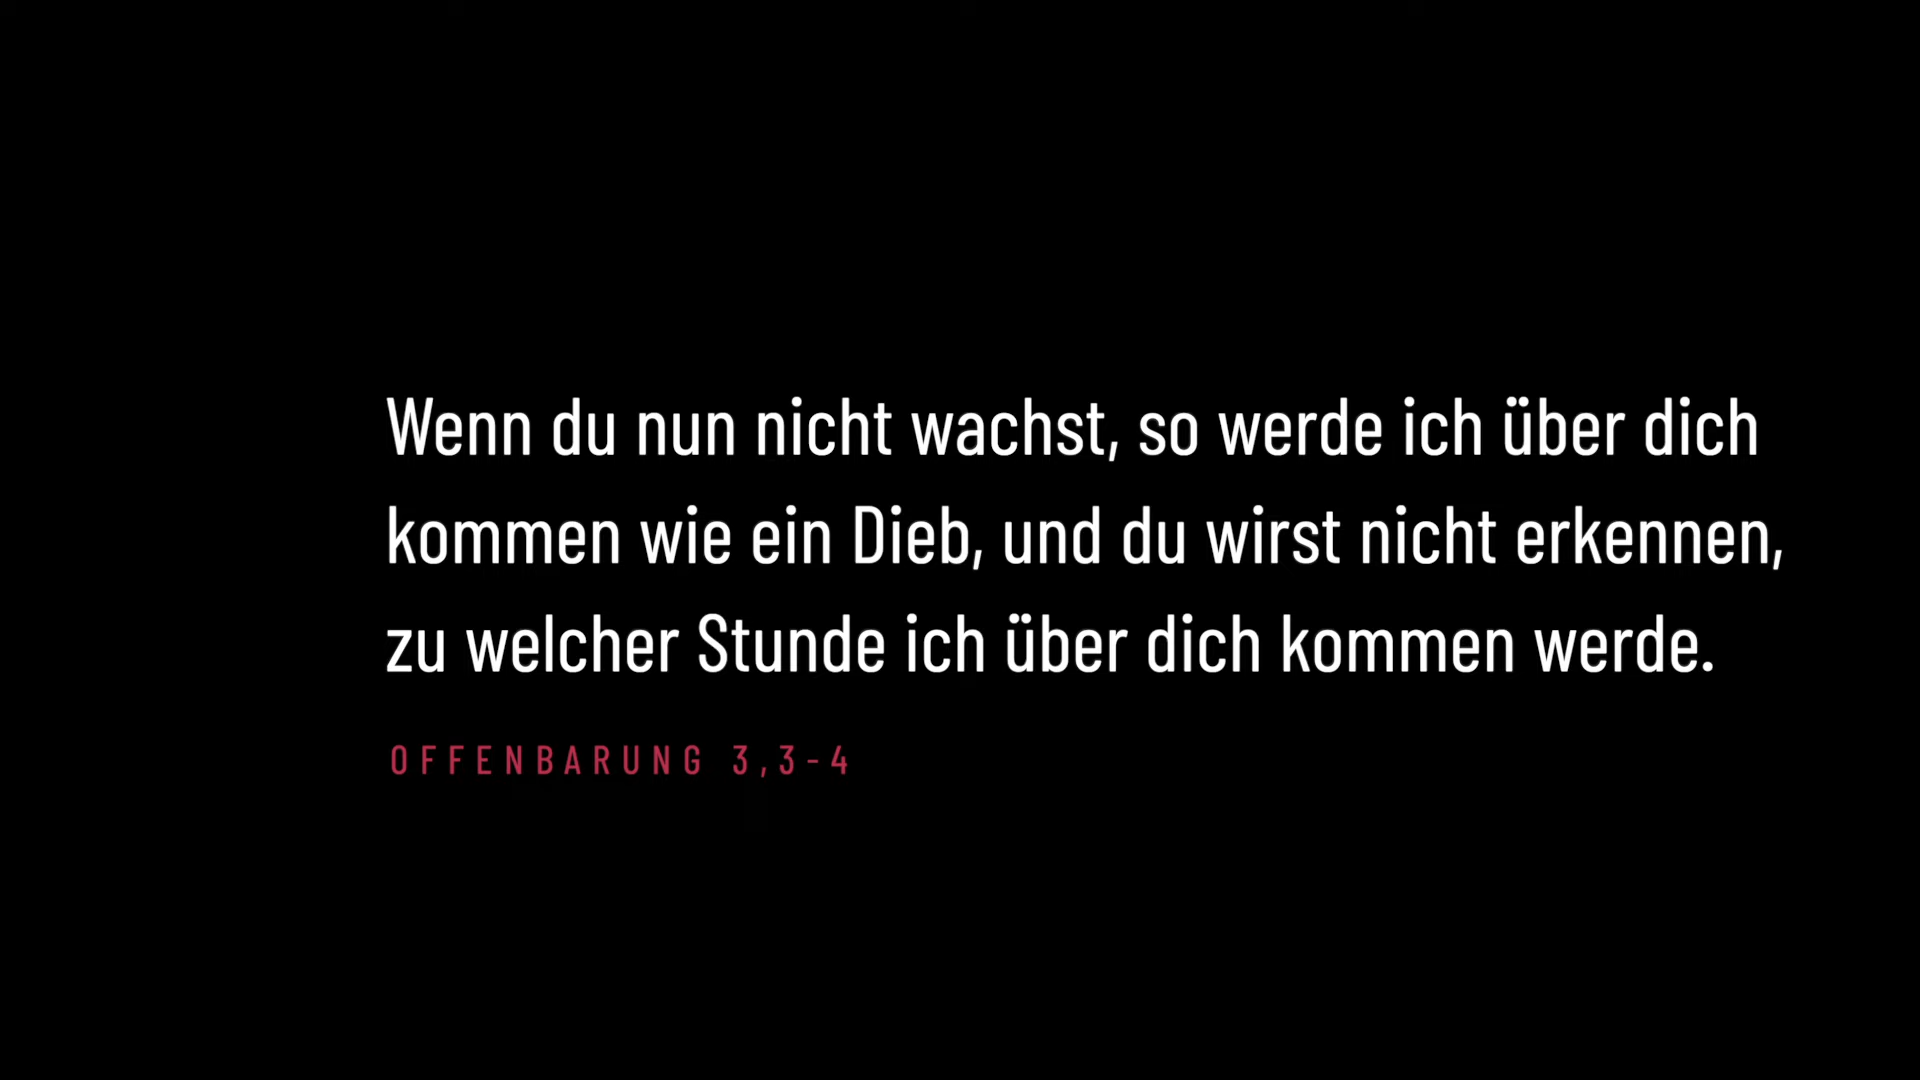 Wenn du nun nicht wachst, so werde ich über dich
kommen wie ein Dieb, und du wirst nicht erkennen,
zu welcher Stunde ich über dich kommen werde.
OFFENBARUNG 3,3-4